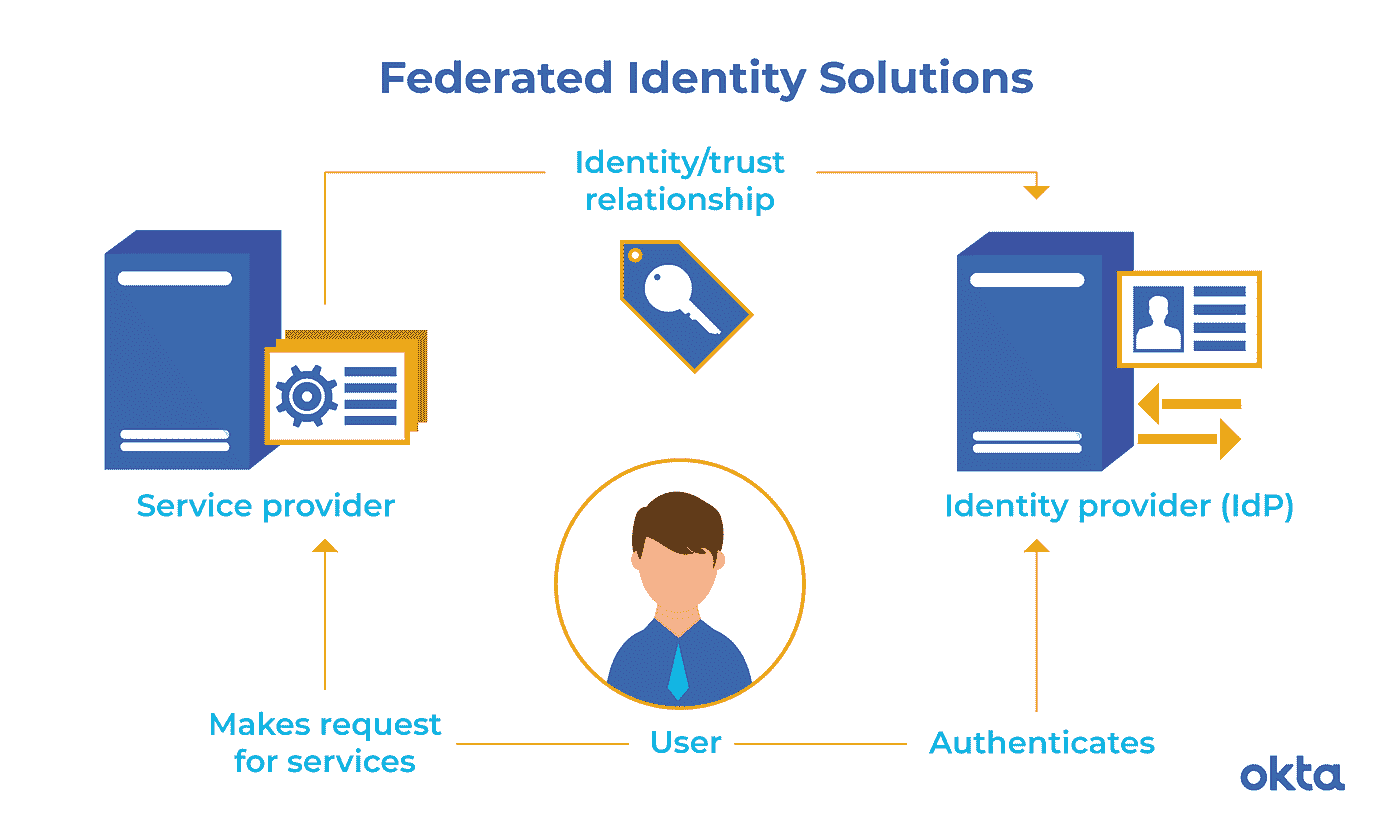 Federated Identity Solutions
Identity/trust
relationship
Service provider
Identity provider (IdP)
Makes request
for services
User
Authenticates
okta